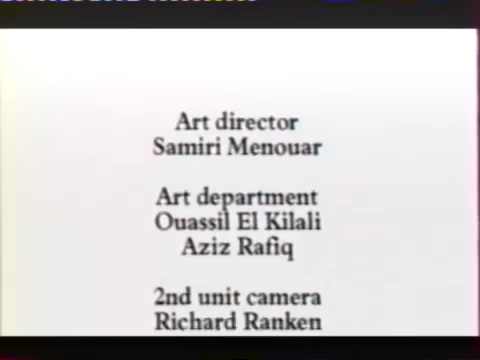 Art director
Samiri Menouar
Art department
Ouassil El Kilali
Aziz Rafiq
2nd unit camera
Richard Ranken